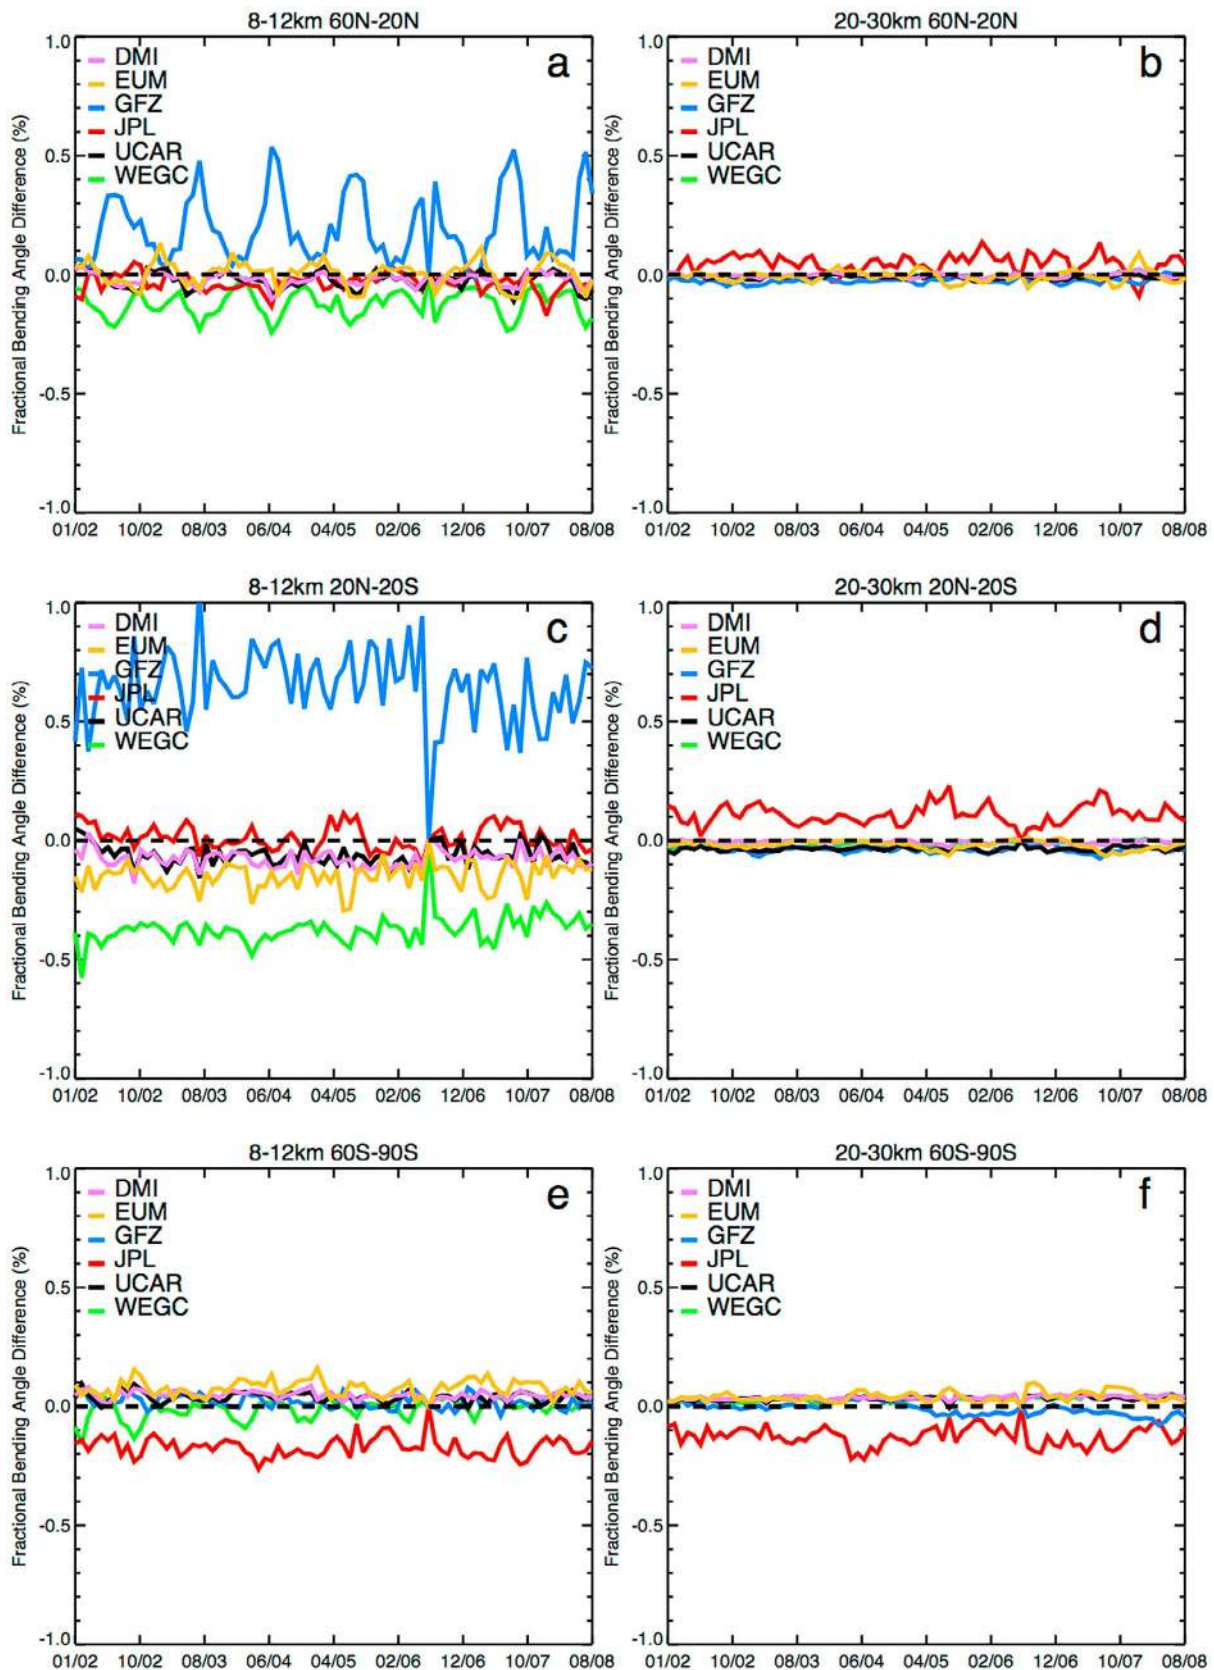 8-12km 60N-20N
a
DMI
EUM
GFZ
JPL
UCAR
WEGC
1.0
0.5
0.0
-0.5
-1.0
Fractional Bending Angle Difference (%)
01/02 10/02 08/03 06/04 04/05 02/06 12/06 10/07 08/08
20-30km 60N-20N
b
DMI
EUM
GFZ
JPL
UCAR
WEGC
1.0
0.5
0.0
-0.5
-1.0
Fractional Bending Angle Difference (%)
01/02 10/02 08/03 06/04 04/05 02/06 12/06 10/07 08/08
8-12km 20N-20S
c
DMI
EUM
GFZ
JPL
UCAR
WEGC
1.0
0.5
0.0
-0.5
-1.0
Fractional Bending Angle Difference (%)
01/02 10/02 08/03 06/04 04/05 02/06 12/06 10/07 08/08
20-30km 20N-20S
d
DMI
EUM
GFZ
JPL
UCAR
WEGC
1.0
0.5
0.0
-0.5
-1.0
Fractional Bending Angle Difference (%)
01/02 10/02 08/03 06/04 04/05 02/06 12/06 10/07 08/08
8-12km 60S-90S
e
DMI
EUM
GFZ
JPL
UCAR
WEGC
1.0
0.5
0.0
-0.5
-1.0
Fractional Bending Angle Difference (%)
01/02 10/02 08/03 06/04 04/05 02/06 12/06 10/07 08/08
20-30km 60S-90S
f
DMI
EUM
GFZ
JPL
UCAR
WEGC
1.0
0.5
0.0
-0.5
-1.0
Fractional Bending Angle Difference (%)
01/02 10/02 08/03 06/04 04/05 02/06 12/06 10/07 08/08